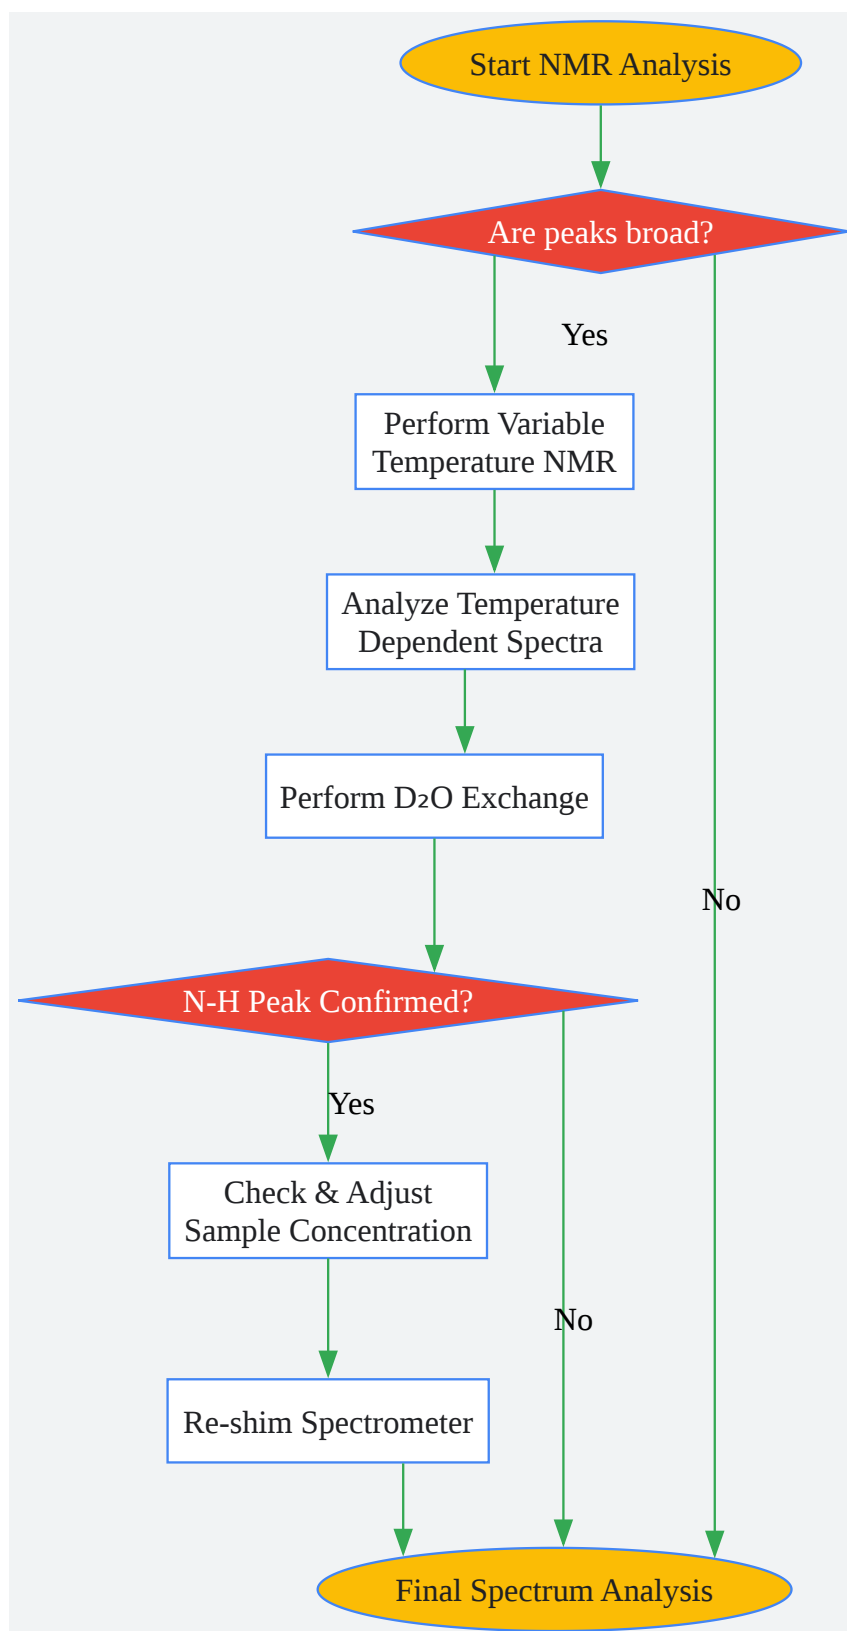 Start NMR Analysis
Are peaks broad?
Yes
Perform Variable
Temperature NMR
Analyze Temperature
Dependent Spectra
Perform D₂O Exchange
No
N-H Peak Confirmed?
Yes
Check & Adjust
Sample Concentration
No
Re-shim Spectrometer
Final Spectrum Analysis